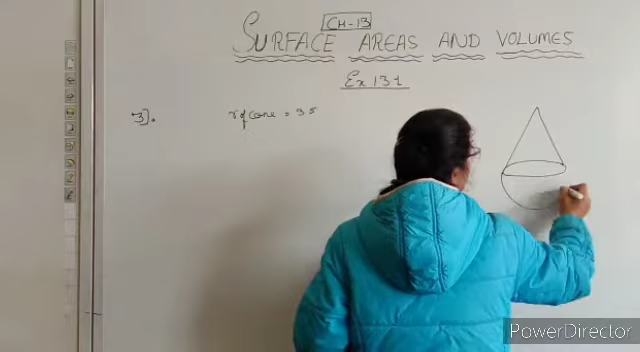 CH-13
SURFACE AREAS AND VOLUMES
Ex 13.1
3].
r of cone = 3.5
PowerDirector